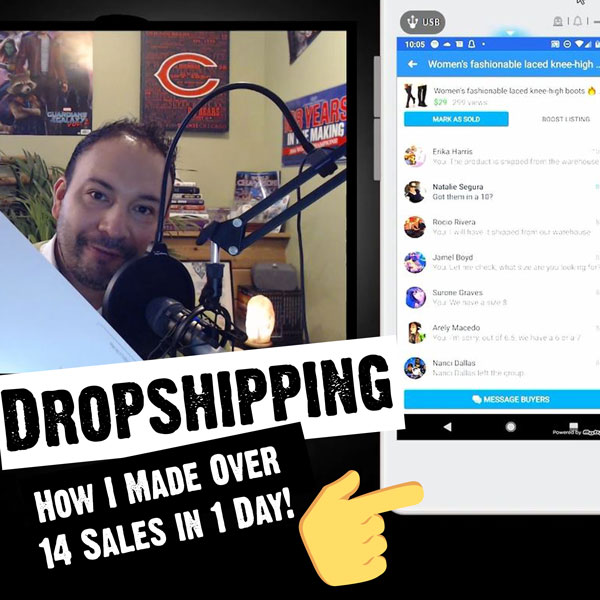 USB
10:05
Women's fashionable laced knee-high ..
Women's fashionable laced knee-high boots
$29 299 views
MARK AS SOLD
BOOST LISTING
Erika Harris
You: The product is shipped from the warehouse
Natalie Segura
Got them in a 10?
Rocio Rivera
You: I will have it shipped from our warehouse
Jamel Boyd
You: Let me check, what size are you looking for
Surone Graves
You: We have a size 8
Arely Macedo
You: I'm sorry, out of 6.5, we have a 6 or a 7
Nanci Dallas
Nanci Dallas left the group.
MESSAGE BUYERS
Powered by
GUARDIANS
OF THE GALAXY
C
YEARS
IN THE MAKING
DROPSHIPPING
HOW I MADE OVER
14 SALES IN 1 DAY!